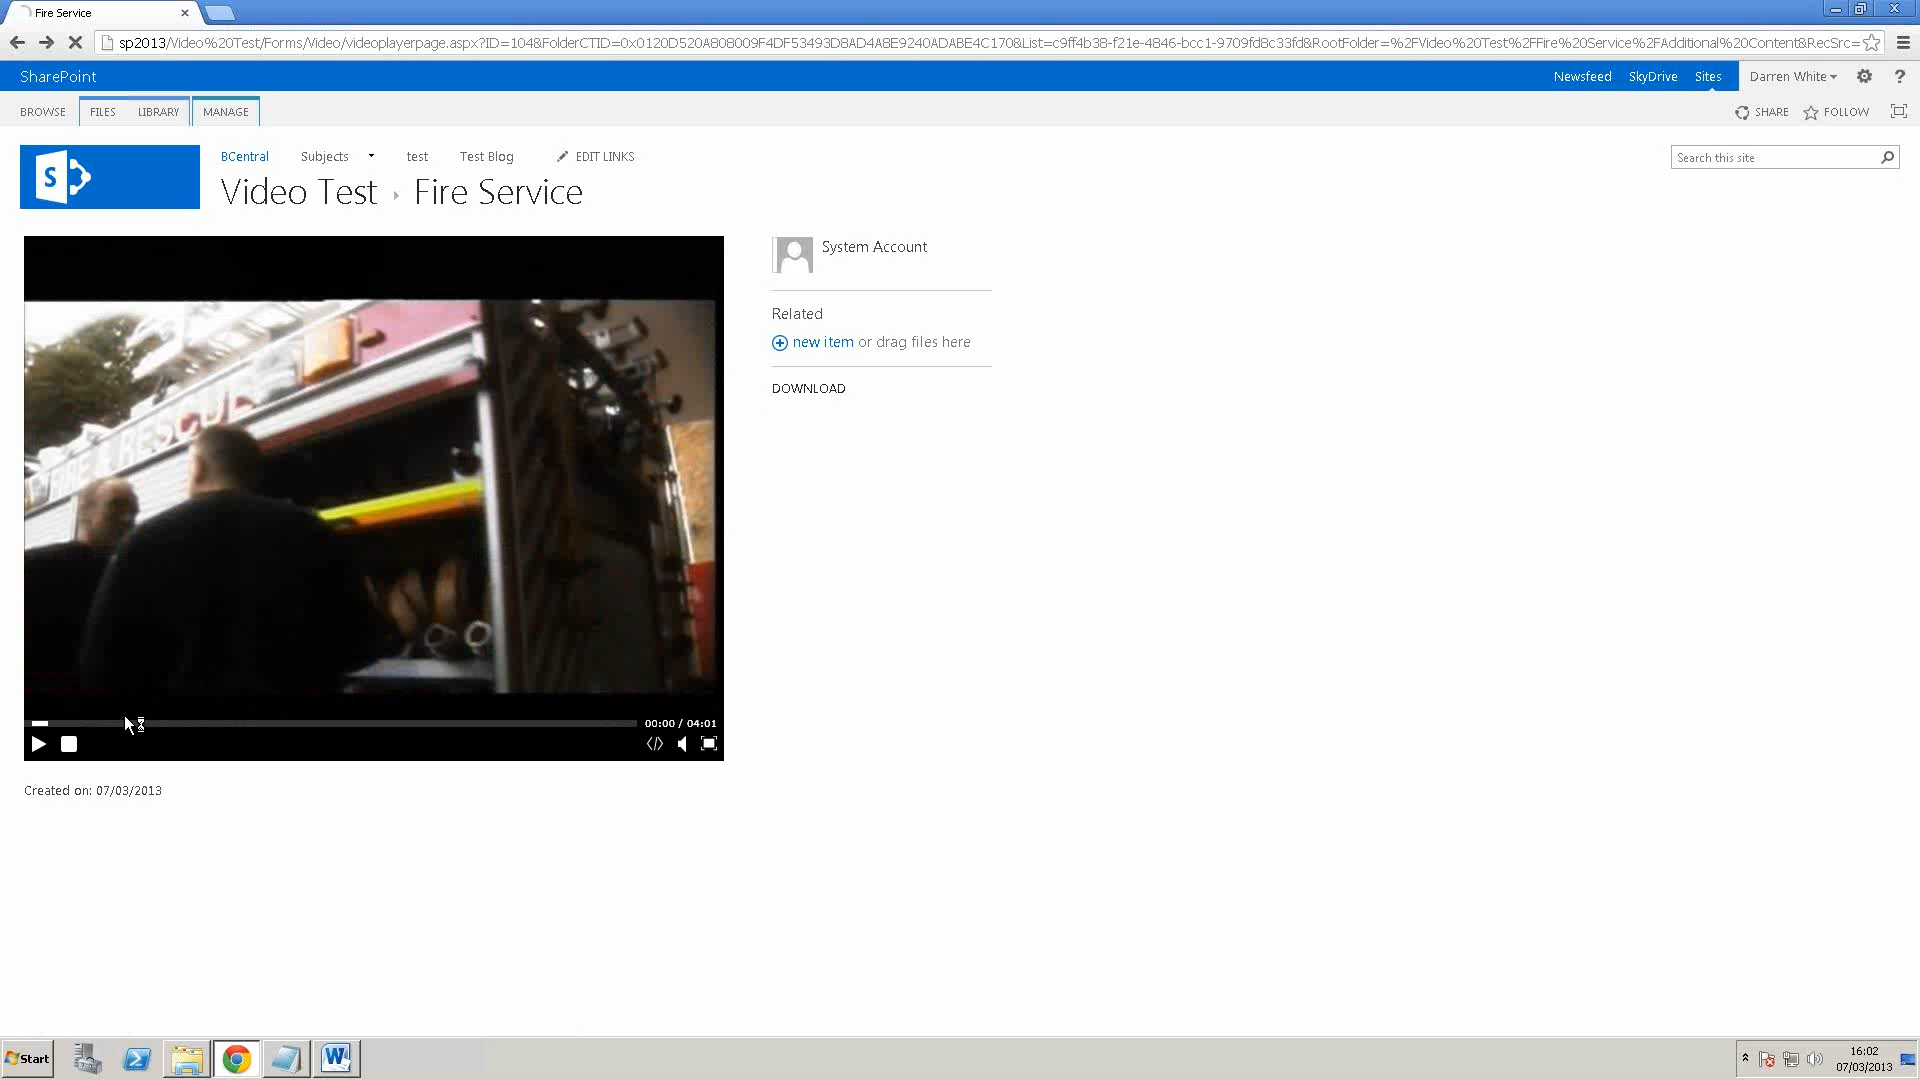 Fire Service
sp2013/Video%20Test/Forms/Video/videoplayerpage.aspx?ID=104&FolderCTID=0x0120D520A808009F4DF53493D8AD4A8E9240ADABE4C170&List=c9ff4b38-f21e-4846-bcc1-9709fd8c33fd&RootFolder=%2FVideo%20Test%2FFire%20Service%2FAdditional%20Content&RecSrc=
SharePoint
Newsfeed SkyDrive Sites Darren White ?
BROWSE FILES LIBRARY MANAGE
SHARE FOLLOW
BCentral Subjects test Test Blog EDIT LINKS
Search this site
S
Video Test Fire Service
System Account
Related
new item or drag files here
DOWNLOAD
FIRE & RESCUE
00:00 / 04:01
Created on: 07/03/2013
Start
16:02
07/03/2013